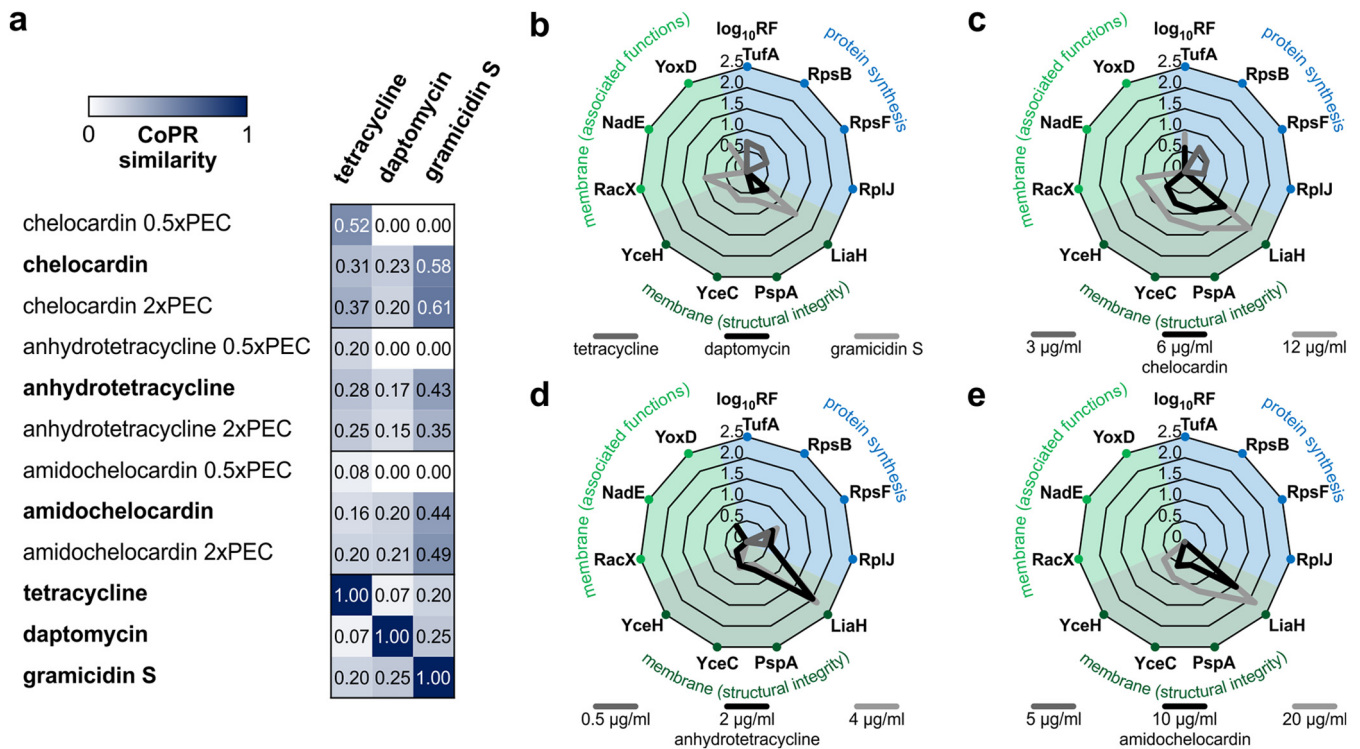 a
0
1
CoPR
similarity
tetracycline
daptomycin
gramicidin S
chelocardin 0.5xPEC 0.52 0.00 0.00
chelocardin 0.31 0.23 0.58
chelocardin 2xPEC 0.37 0.20 0.61
anhydrotetracycline 0.5xPEC 0.20 0.00 0.00
anhydrotetracycline 0.28 0.17 0.43
anhydrotetracycline 2xPEC 0.25 0.15 0.35
amidochelocardin 0.5xPEC 0.08 0.00 0.00
amidochelocardin 0.16 0.20 0.44
amidochelocardin 2xPEC 0.20 0.21 0.49
tetracycline 1.00 0.07 0.20
daptomycin 0.07 1.00 0.25
gramicidin S 0.20 0.25 1.00
b
membrane (associated functions)
log10RF
protein synthesis
TufA
RpsB
RpsF
RplJ
LiaH
PspA
YceC
YceH
RacX
NadE
YoxD
2.5
2.0
1.5
1.0
0.5
membrane (structural integrity)
tetracycline
daptomycin
gramicidin S
c
membrane (associated functions)
log10RF
protein synthesis
TufA
RpsB
RpsF
RplJ
LiaH
PspA
YceC
YceH
RacX
NadE
YoxD
2.5
2.0
1.5
1.0
0.5
membrane (structural integrity)
3 µg/ml
6 µg/ml
12 µg/ml
chelocardin
d
membrane (associated functions)
log10RF
protein synthesis
TufA
RpsB
RpsF
RplJ
LiaH
PspA
YceC
YceH
RacX
NadE
YoxD
2.5
2.0
1.5
1.0
0.5
membrane (structural integrity)
0.5 µg/ml
2 µg/ml
4 µg/ml
anhydrotetracycline
e
membrane (associated functions)
log10RF
protein synthesis
TufA
RpsB
RpsF
RplJ
LiaH
PspA
YceC
YceH
RacX
NadE
YoxD
2.5
2.0
1.5
1.0
0.5
membrane (structural integrity)
5 µg/ml
10 µg/ml
20 µg/ml
amidochelocardin